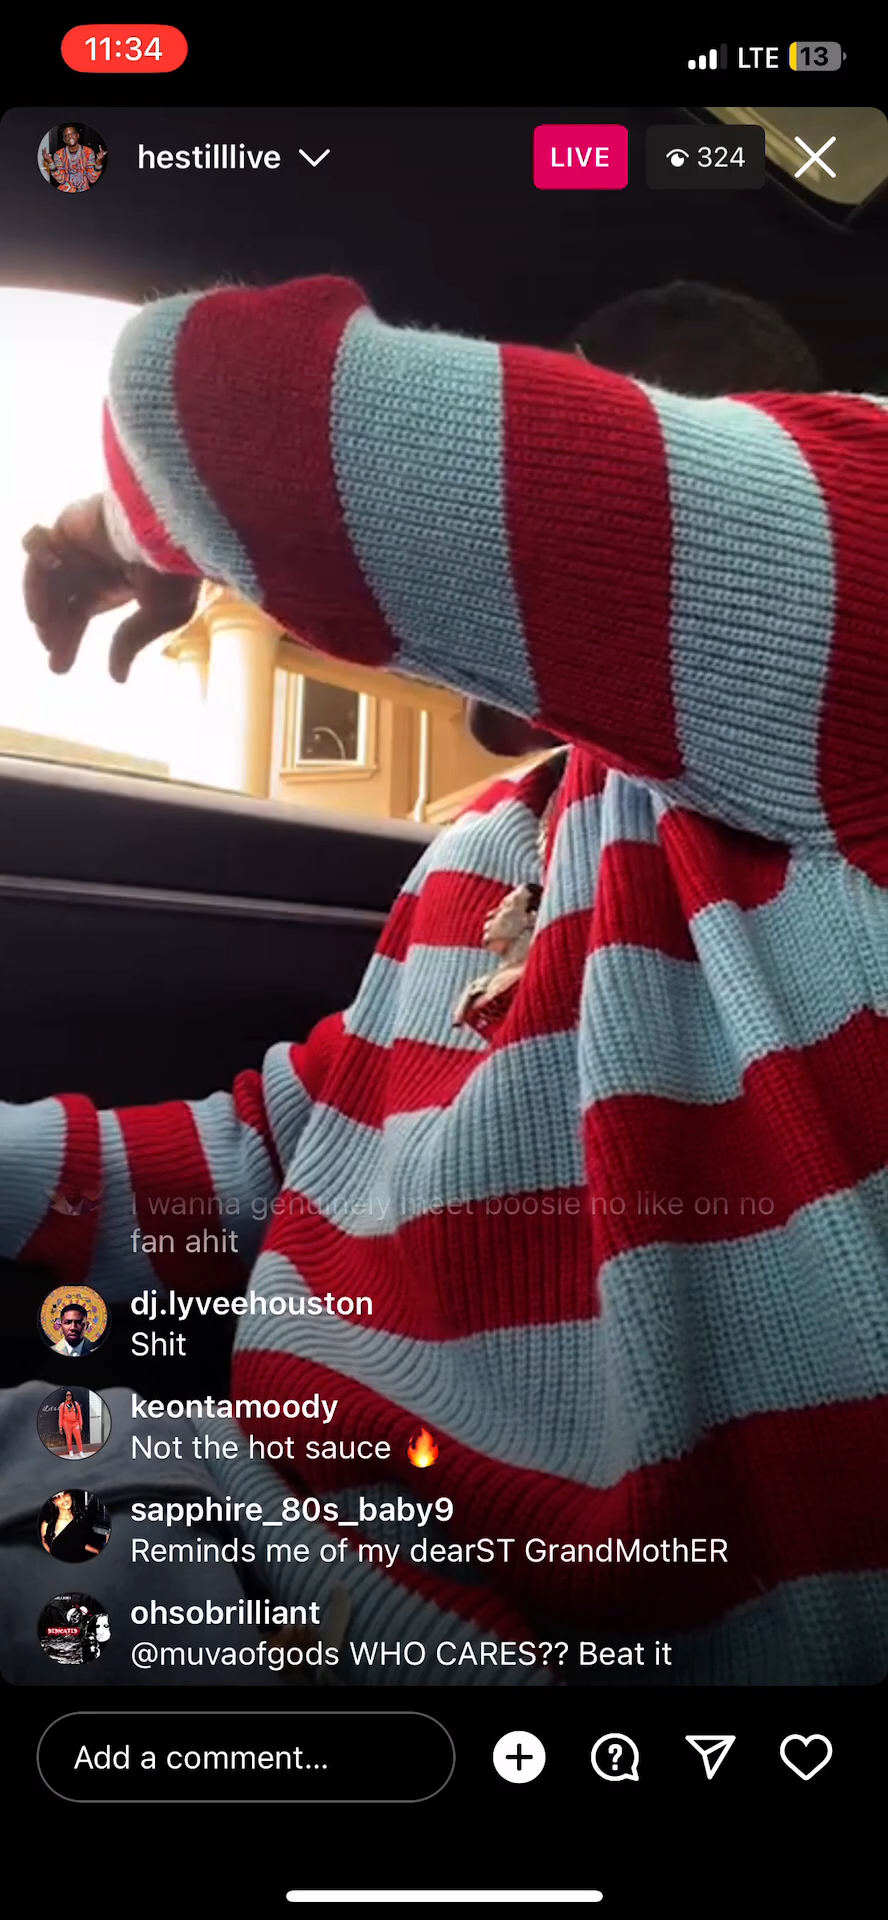 11:34
LTE 13
hestilllive
LIVE
324
I wanna genuinely meet boosie no like on no
fan ahit
dj.lyveehouston
Shit
keontamoody
Not the hot sauce 🔥
sapphire_80s_baby9
Reminds me of my dearST GrandMothER
ohsobrilliant
@muvaofgods WHO CARES?? Beat it
Add a comment...